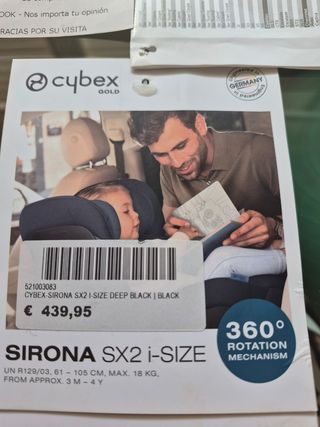 OOK - Nos importa tu opinión
RACIAS POR SU VISITA
cybex
GOLD
GERMANY
521003083
CYBEX-SIRONA SX2 I-SIZE DEEP BLACK | BLACK
€ 439,95
360°
ROTATION
MECHANISM
SIRONA SX2 i-SIZE
UN R129/03, 61 – 105 CM, MAX. 18 KG,
FROM APPROX. 3 M – 4 Y